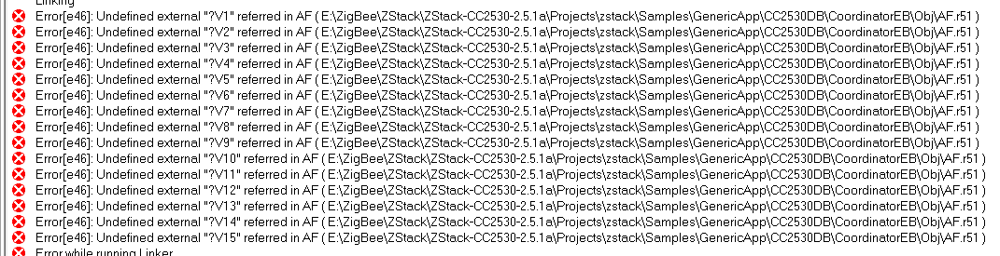 Linking
Error[e46]: Undefined external "?V1" referred in AF ( E:\ZigBee\ZStack\ZStack-CC2530-2.5.1a\Projects\zstack\Samples\GenericApp\CC2530DB\CoordinatorEB\Obj\AF.r51 )
Error[e46]: Undefined external "?V2" referred in AF ( E:\ZigBee\ZStack\ZStack-CC2530-2.5.1a\Projects\zstack\Samples\GenericApp\CC2530DB\CoordinatorEB\Obj\AF.r51 )
Error[e46]: Undefined external "?V3" referred in AF ( E:\ZigBee\ZStack\ZStack-CC2530-2.5.1a\Projects\zstack\Samples\GenericApp\CC2530DB\CoordinatorEB\Obj\AF.r51 )
Error[e46]: Undefined external "?V4" referred in AF ( E:\ZigBee\ZStack\ZStack-CC2530-2.5.1a\Projects\zstack\Samples\GenericApp\CC2530DB\CoordinatorEB\Obj\AF.r51 )
Error[e46]: Undefined external "?V5" referred in AF ( E:\ZigBee\ZStack\ZStack-CC2530-2.5.1a\Projects\zstack\Samples\GenericApp\CC2530DB\CoordinatorEB\Obj\AF.r51 )
Error[e46]: Undefined external "?V6" referred in AF ( E:\ZigBee\ZStack\ZStack-CC2530-2.5.1a\Projects\zstack\Samples\GenericApp\CC2530DB\CoordinatorEB\Obj\AF.r51 )
Error[e46]: Undefined external "?V7" referred in AF ( E:\ZigBee\ZStack\ZStack-CC2530-2.5.1a\Projects\zstack\Samples\GenericApp\CC2530DB\CoordinatorEB\Obj\AF.r51 )
Error[e46]: Undefined external "?V8" referred in AF ( E:\ZigBee\ZStack\ZStack-CC2530-2.5.1a\Projects\zstack\Samples\GenericApp\CC2530DB\CoordinatorEB\Obj\AF.r51 )
Error[e46]: Undefined external "?V9" referred in AF ( E:\ZigBee\ZStack\ZStack-CC2530-2.5.1a\Projects\zstack\Samples\GenericApp\CC2530DB\CoordinatorEB\Obj\AF.r51 )
Error[e46]: Undefined external "?V10" referred in AF ( E:\ZigBee\ZStack\ZStack-CC2530-2.5.1a\Projects\zstack\Samples\GenericApp\CC2530DB\CoordinatorEB\Obj\AF.r51 )
Error[e46]: Undefined external "?V11" referred in AF ( E:\ZigBee\ZStack\ZStack-CC2530-2.5.1a\Projects\zstack\Samples\GenericApp\CC2530DB\CoordinatorEB\Obj\AF.r51 )
Error[e46]: Undefined external "?V12" referred in AF ( E:\ZigBee\ZStack\ZStack-CC2530-2.5.1a\Projects\zstack\Samples\GenericApp\CC2530DB\CoordinatorEB\Obj\AF.r51 )
Error[e46]: Undefined external "?V13" referred in AF ( E:\ZigBee\ZStack\ZStack-CC2530-2.5.1a\Projects\zstack\Samples\GenericApp\CC2530DB\CoordinatorEB\Obj\AF.r51 )
Error[e46]: Undefined external "?V14" referred in AF ( E:\ZigBee\ZStack\ZStack-CC2530-2.5.1a\Projects\zstack\Samples\GenericApp\CC2530DB\CoordinatorEB\Obj\AF.r51 )
Error[e46]: Undefined external "?V15" referred in AF ( E:\ZigBee\ZStack\ZStack-CC2530-2.5.1a\Projects\zstack\Samples\GenericApp\CC2530DB\CoordinatorEB\Obj\AF.r51 )
Error while running Linker